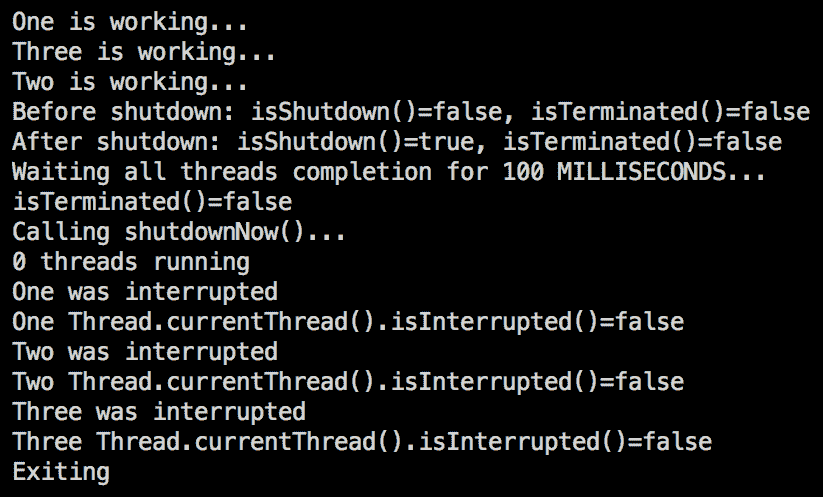 One is working...
Three is working...
Two is working...
Before shutdown: isShutdown()=false, isTerminated()=false
After shutdown: isShutdown()=true, isTerminated()=false
Waiting all threads completion for 100 MILLISECONDS...
isTerminated()=false
Calling shutdownNow()...
0 threads running
One was interrupted
One Thread.currentThread().isInterrupted()=false
Two was interrupted
Two Thread.currentThread().isInterrupted()=false
Three was interrupted
Three Thread.currentThread().isInterrupted()=false
Exiting